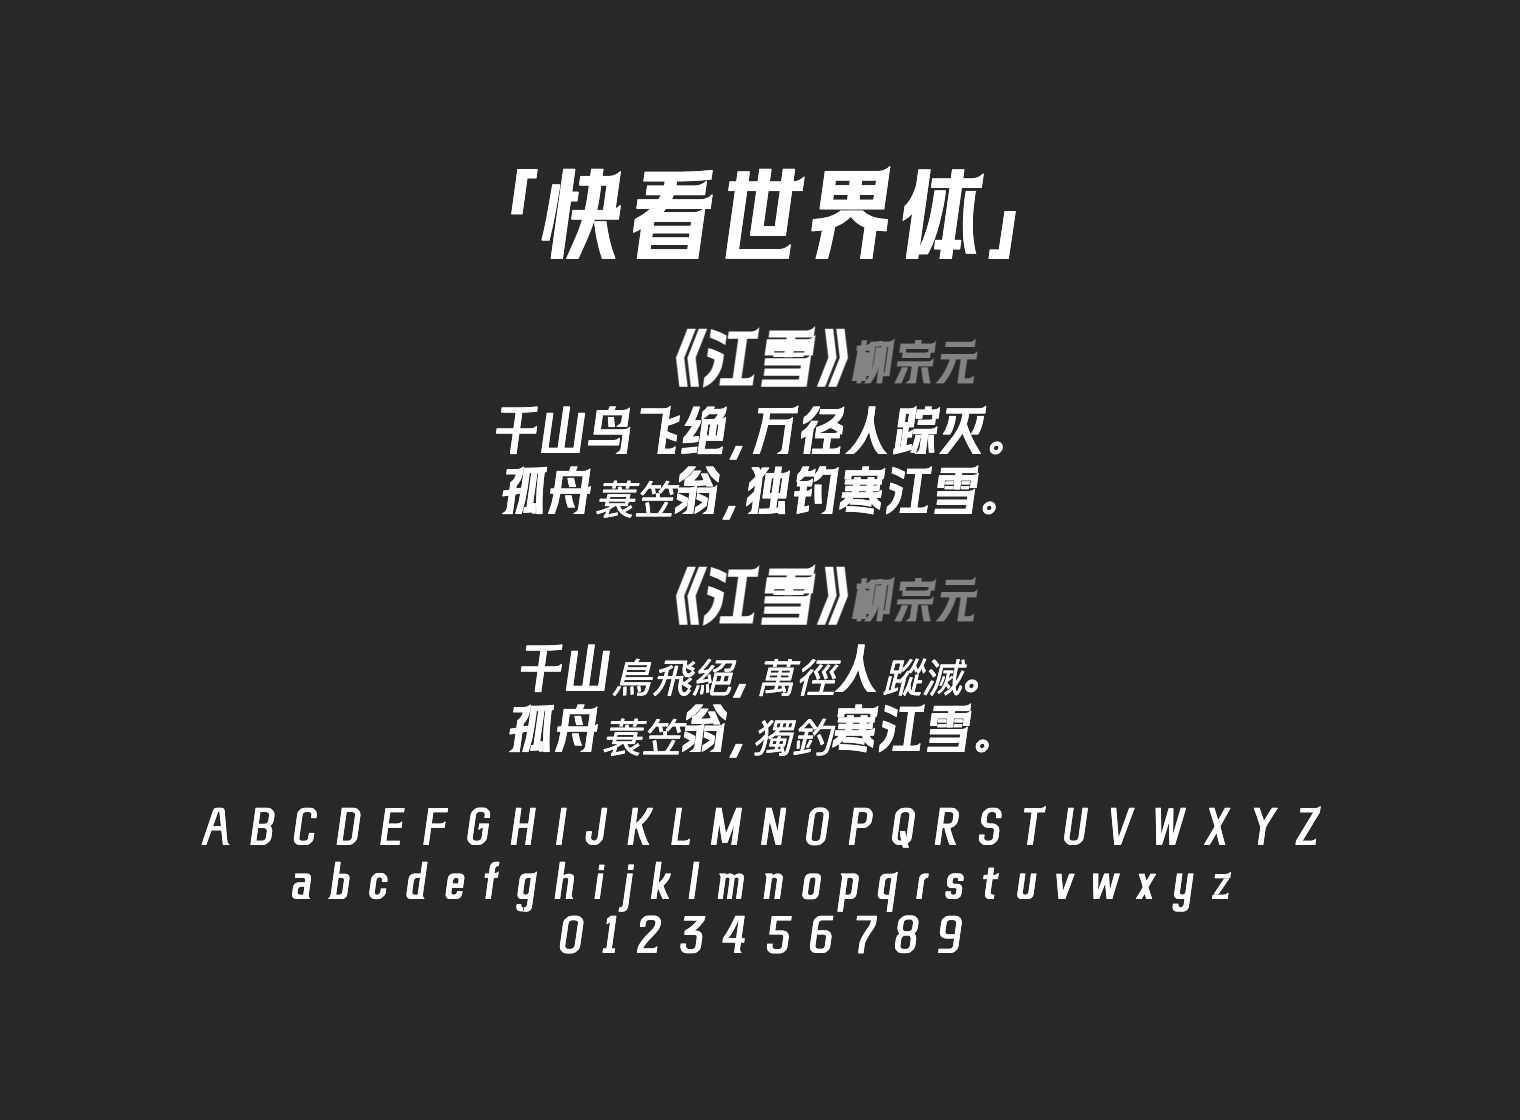 「快看世界体」
《江雪》柳宗元
千山鸟飞绝,万径人踪灭。
孤舟蓑笠翁,独钓寒江雪。
《江雪》柳宗元
千山鳥飛絕,萬徑人蹤滅。
孤舟蓑笠翁,獨釣寒江雪。
A B C D E F G H I J K L M N O P Q R S T U V W X Y Z
a b c d e f g h i j k l m n o p q r s t u v w x y z
0 1 2 3 4 5 6 7 8 9